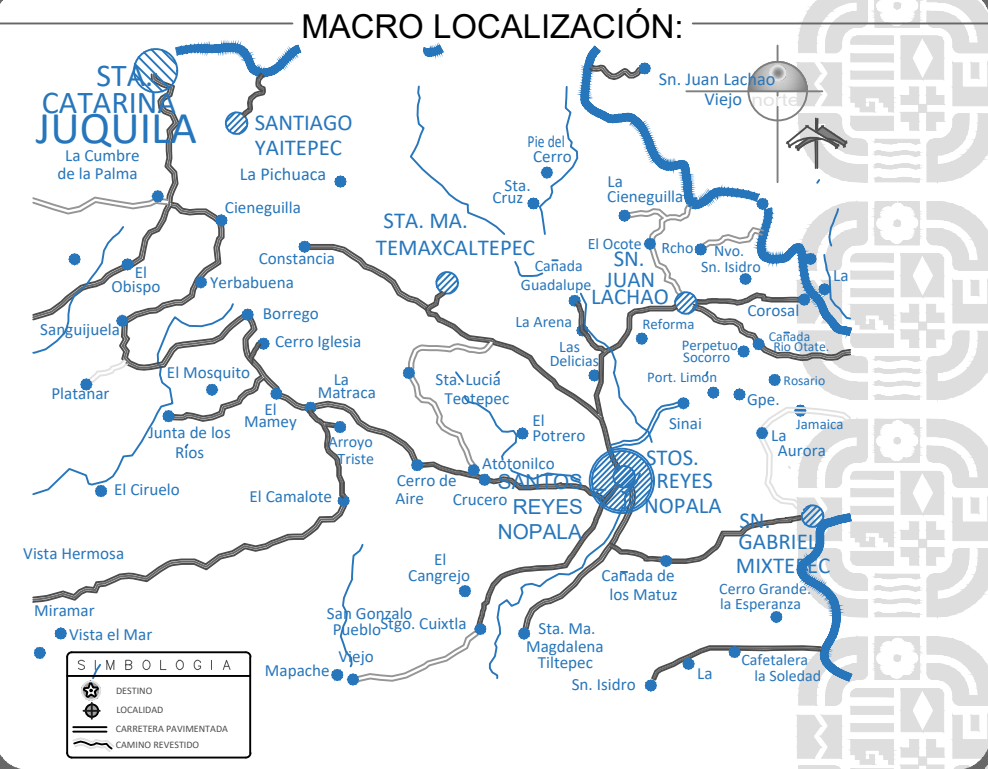 MACRO LOCALIZACIÓN:
STA.
CATARINA
JUQUILA
SANTIAGO
YAITEPEC
La Cumbre
de la Palma
La Pichuaca
Cieneguilla
Sn. Juan Lachao
Viejo
norte
Pie del
Cerro
Sta.
Cruz
La
Cieneguilla
STA. MA.
TEMAXCALTEPEC
Constancia
El
Obispo
Yerbabuena
El Ocote
Rcho
Nvo.
Sn. Isidro
SN.
JUAN
LACHAO
Cañada
Guadalupe
La
Corosal
Sanguijuela
Borrego
Cerro Iglesia
La Arena
Las
Delicias
Reforma
Perpetuo
Socorro
Cañada
Rio Otate.
Platanar
El Mosquito
La
Matraca
Sta. Luciá
Teotepec
Port. Limón
Rosario
Gpe.
El
Mamey
Junta de los
Ríos
Arroyo
Triste
El
Potrero
Sinai
Jamaica
La
Aurora
El Ciruelo
El Camalote
Cerro de
Aire
Atotonilco
Crucero
SANTOS
REYES
NOPALA
STOS.
REYES
NOPALA
SN.
GABRIEL
MIXTEPEC
Vista Hermosa
El
Cangrejo
Cañada de
los Matuz
Cerro Grande.
la Esperanza
Miramar
Vista el Mar
San Gonzalo
Pueblo
Viejo
Stgo. Cuixtla
Mapache
Sta. Ma.
Magdalena
Tiltepec
Sn. Isidro
La
Cafetalera
la Soledad
SIMBOLOGIA
DESTINO
LOCALIDAD
CARRETERA PAVIMENTADA
CAMINO REVESTIDO